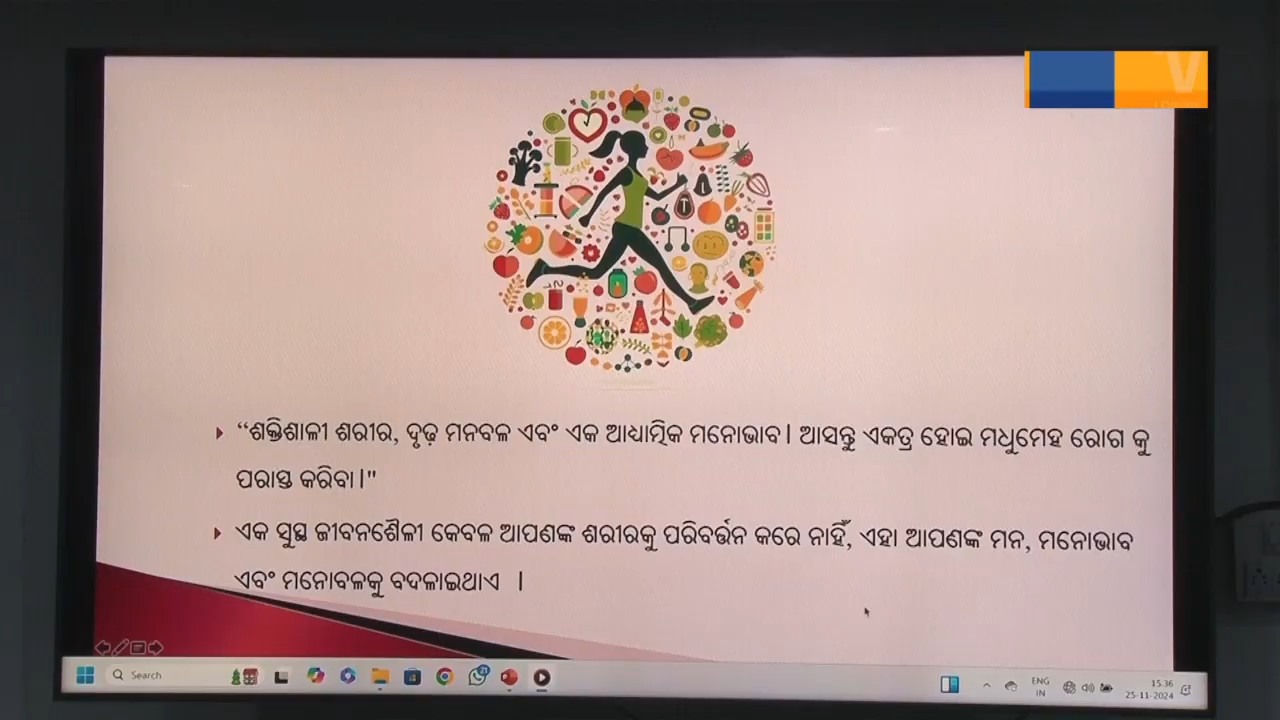 V
“ଶକ୍ତିଶାଳୀ ଶରୀର, ଦୃଢ଼ ମନବଳ ଏବଂ ଏକ ଆଧ୍ୟାତ୍ମିକ ମନୋଭାବ। ଆସନ୍ତୁ ଏକତ୍ର ହୋଇ ମଧୁମେହ ରୋଗ କୁ
ପରାସ୍ତ କରିବା।"
ଏକ ସୁସ୍ଥ ଜୀବନଶୈଳୀ କେବଳ ଆପଣଙ୍କ ଶରୀରକୁ ପରିବର୍ତ୍ତନ କରେ ନାହିଁ, ଏହା ଆପଣଙ୍କ ମନ, ମନୋଭାବ
ଏବଂ ମନୋବଳକୁ ବଦଳାଇଥାଏ ।
Search
21
ENG
IN
15:36
25-11-2024